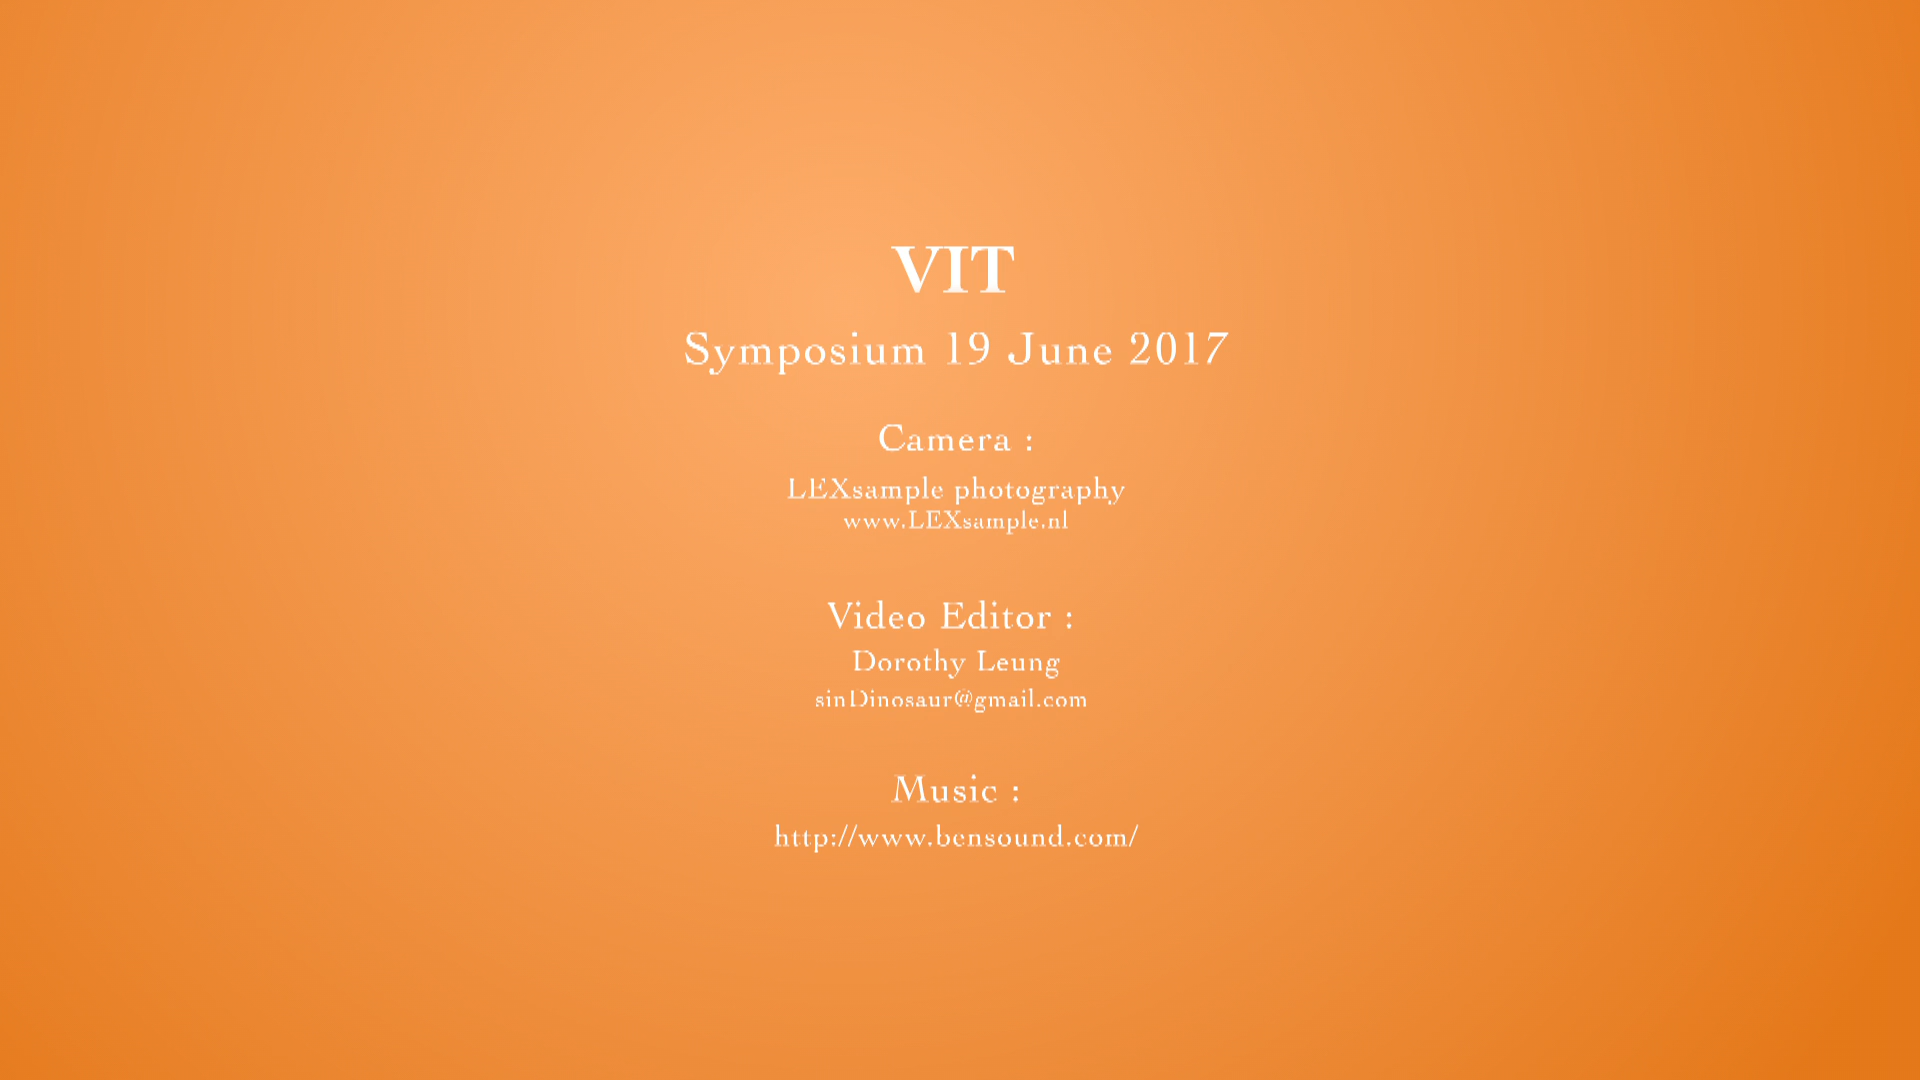 VIT
Symposium 19 June 2017
Camera :
LEXsample photography
www.LEXsample.nl
Video Editor :
Dorothy Leung
sinDinosaur@gmail.com
Music :
http://www.bensound.com/